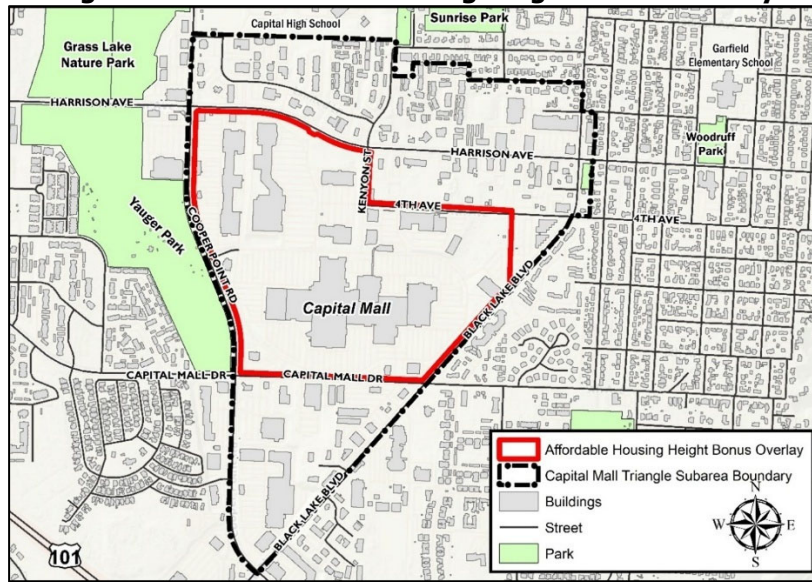 Capital High School
Sunrise Park
Grass Lake
Nature Park
Garfield
Elementary School
HARRISON AVE
Woodruff
Park
HARRISON AVE
KENYON ST
4TH AVE
4TH AVE
Yauger Park
COOPER POINT RD
Capital Mall
BLACK LAKE BLVD
CAPITAL MALL DR
CAPITAL MALL DR
BLACK LAKE BLVD
101
Affordable Housing Height Bonus Overlay
Capital Mall Triangle Subarea Boundary
Buildings
Street
Park
N
W
E
S